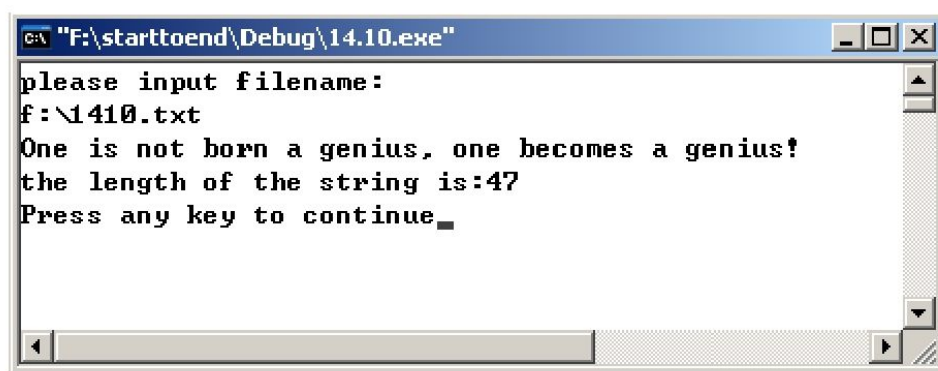 "F:\starttoend\Debug\14.10.exe"
please input filename:
f:\1410.txt
One is not born a genius, one becomes a genius!
the length of the string is:47
Press any key to continue_